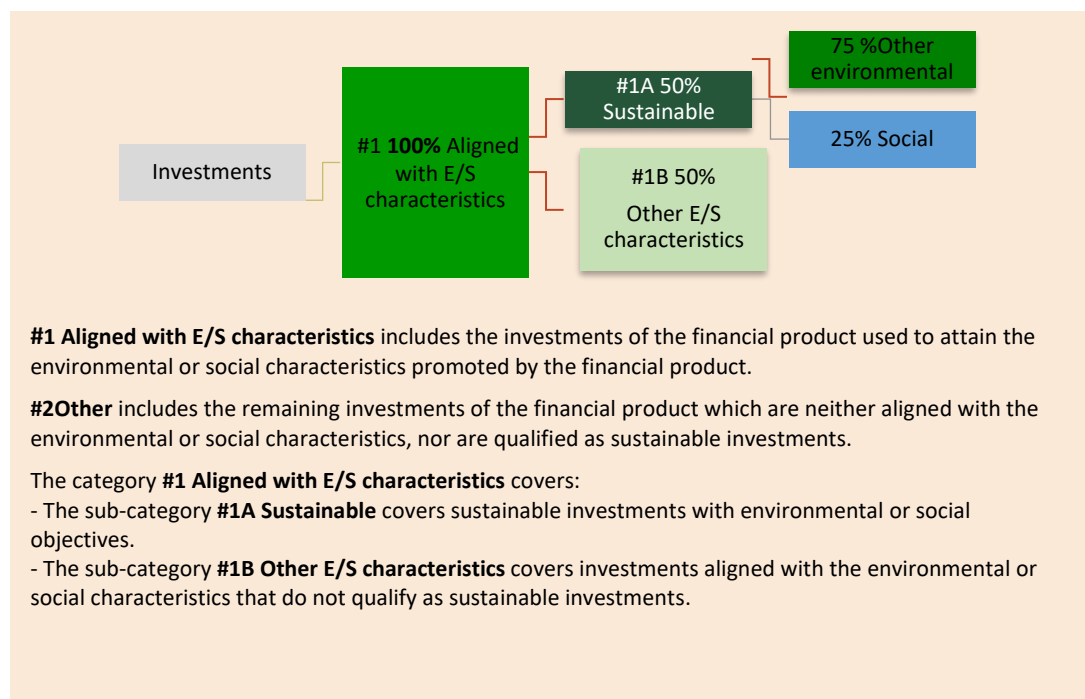 Investments
#1 100% Aligned
with E/S
characteristics
#1A 50%
Sustainable
#1B 50%
Other E/S
characteristics
75 %Other
environmental
25% Social
#1 Aligned with E/S characteristics includes the investments of the financial product used to attain the
environmental or social characteristics promoted by the financial product.
#2Other includes the remaining investments of the financial product which are neither aligned with the
environmental or social characteristics, nor are qualified as sustainable investments.
The category #1 Aligned with E/S characteristics covers:
- The sub-category #1A Sustainable covers sustainable investments with environmental or social
objectives.
- The sub-category #1B Other E/S characteristics covers investments aligned with the environmental or
social characteristics that do not qualify as sustainable investments.